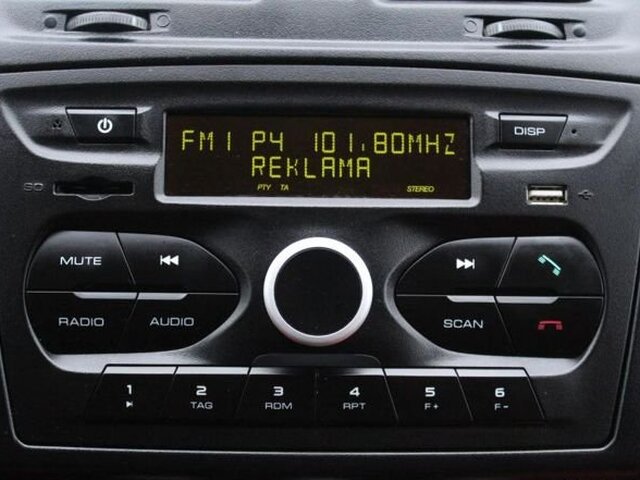 FM1 P4 101.80MHZ
REKLAMA
PTY TA STEREO
DISP
SD
MUTE
RADIO AUDIO
SCAN
1 2 3 4 5 6
TAG RDM RPT F+ F-